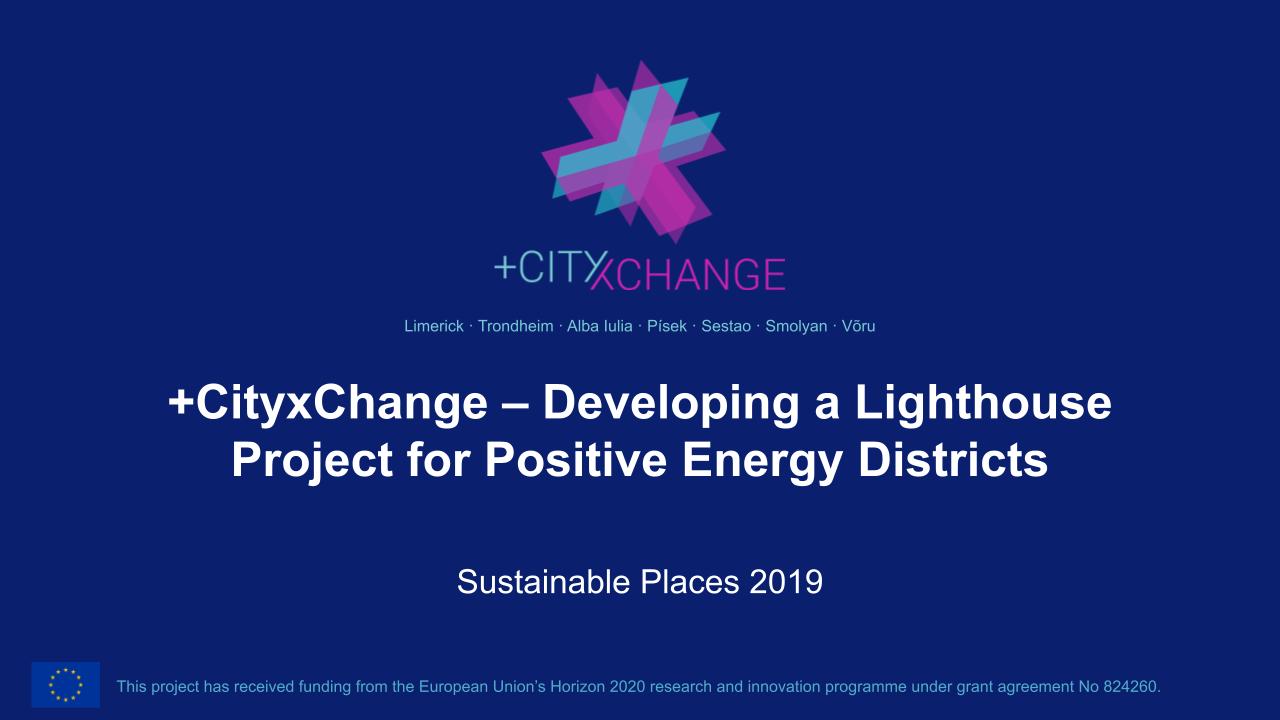 +CITYXCHANGE
Limerick · Trondheim · Alba Iulia · Písek · Sestao · Smolyan · Võru
+CityxChange – Developing a Lighthouse
Project for Positive Energy Districts
Sustainable Places 2019
This project has received funding from the European Union’s Horizon 2020 research and innovation programme under grant agreement No 824260.